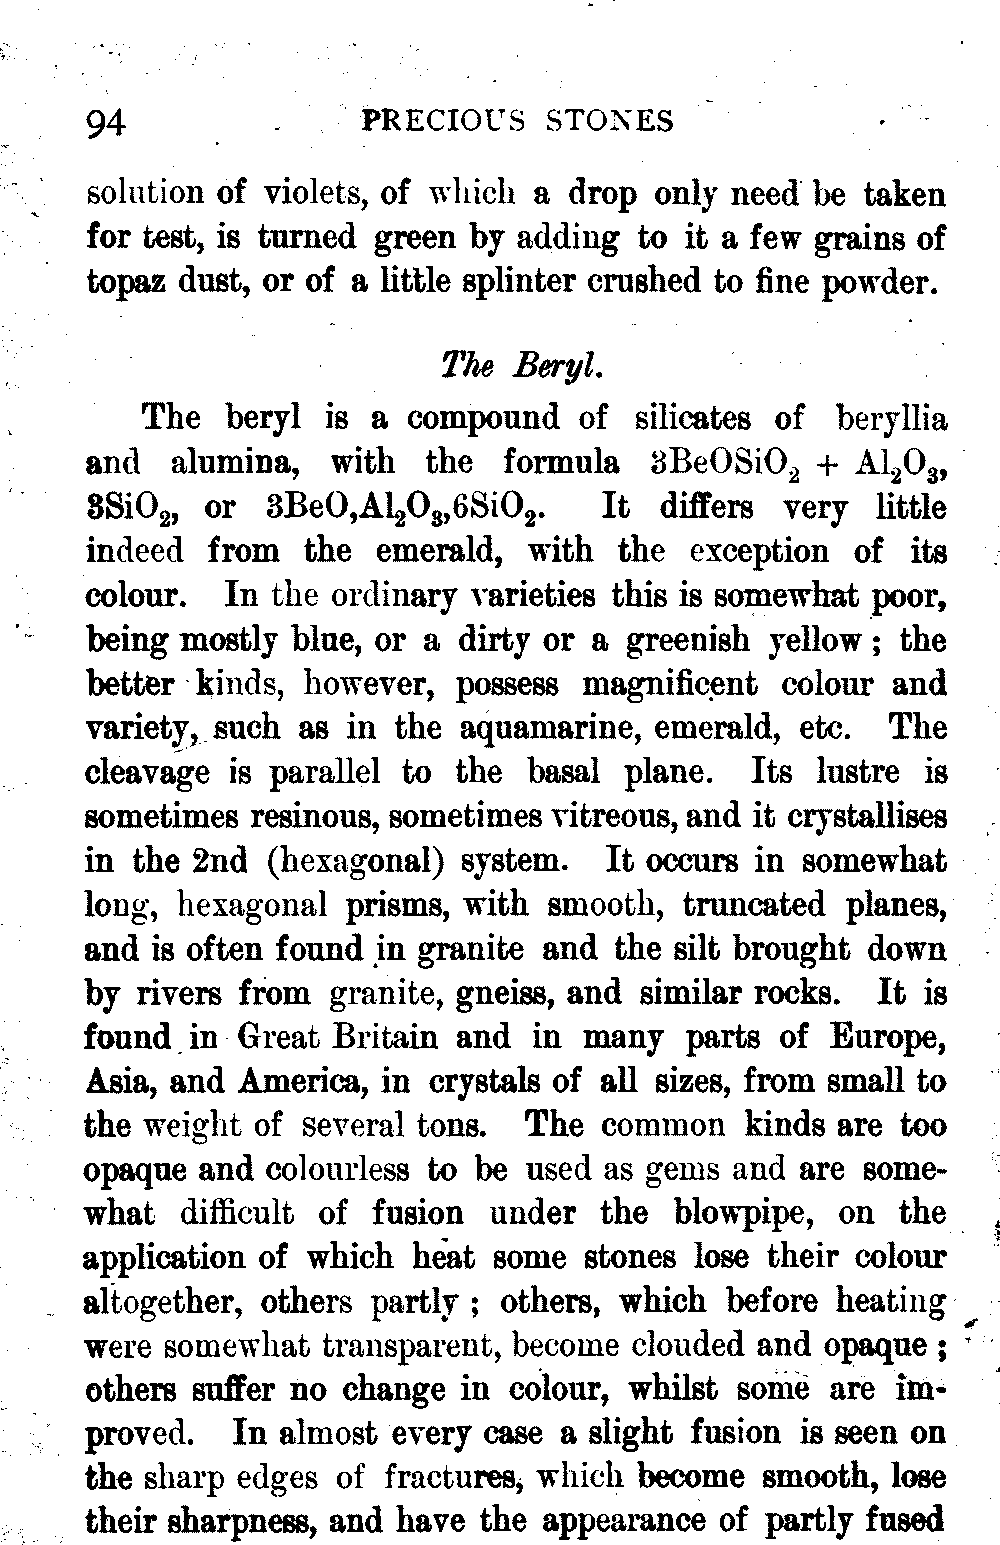 94 PRECIOUS STONES
solution of violets, of which a drop only need be taken
for test, is turned green by adding to it a few grains of
topaz dust, or of a little splinter crushed to fine powder.
The Beryl.
The beryl is a compound of silicates of beryllia
and alumina, with the formula 3BeOSiO₂ + Al₂O₃,
3SiO₂, or 3BeO,Al₂O₃,6SiO₂. It differs very little
indeed from the emerald, with the exception of its
colour. In the ordinary varieties this is somewhat poor,
being mostly blue, or a dirty or a greenish yellow ; the
better kinds, however, possess magnificent colour and
variety, such as in the aquamarine, emerald, etc. The
cleavage is parallel to the basal plane. Its lustre is
sometimes resinous, sometimes vitreous, and it crystallises
in the 2nd (hexagonal) system. It occurs in somewhat
long, hexagonal prisms, with smooth, truncated planes,
and is often found in granite and the silt brought down
by rivers from granite, gneiss, and similar rocks. It is
found in Great Britain and in many parts of Europe,
Asia, and America, in crystals of all sizes, from small to
the weight of several tons. The common kinds are too
opaque and colourless to be used as gems and are some-
what difficult of fusion under the blowpipe, on the
application of which heat some stones lose their colour
altogether, others partly ; others, which before heating
were somewhat transparent, become clouded and opaque ;
others suffer no change in colour, whilst some are im-
proved. In almost every case a slight fusion is seen on
the sharp edges of fractures, which become smooth, lose
their sharpness, and have the appearance of partly fused